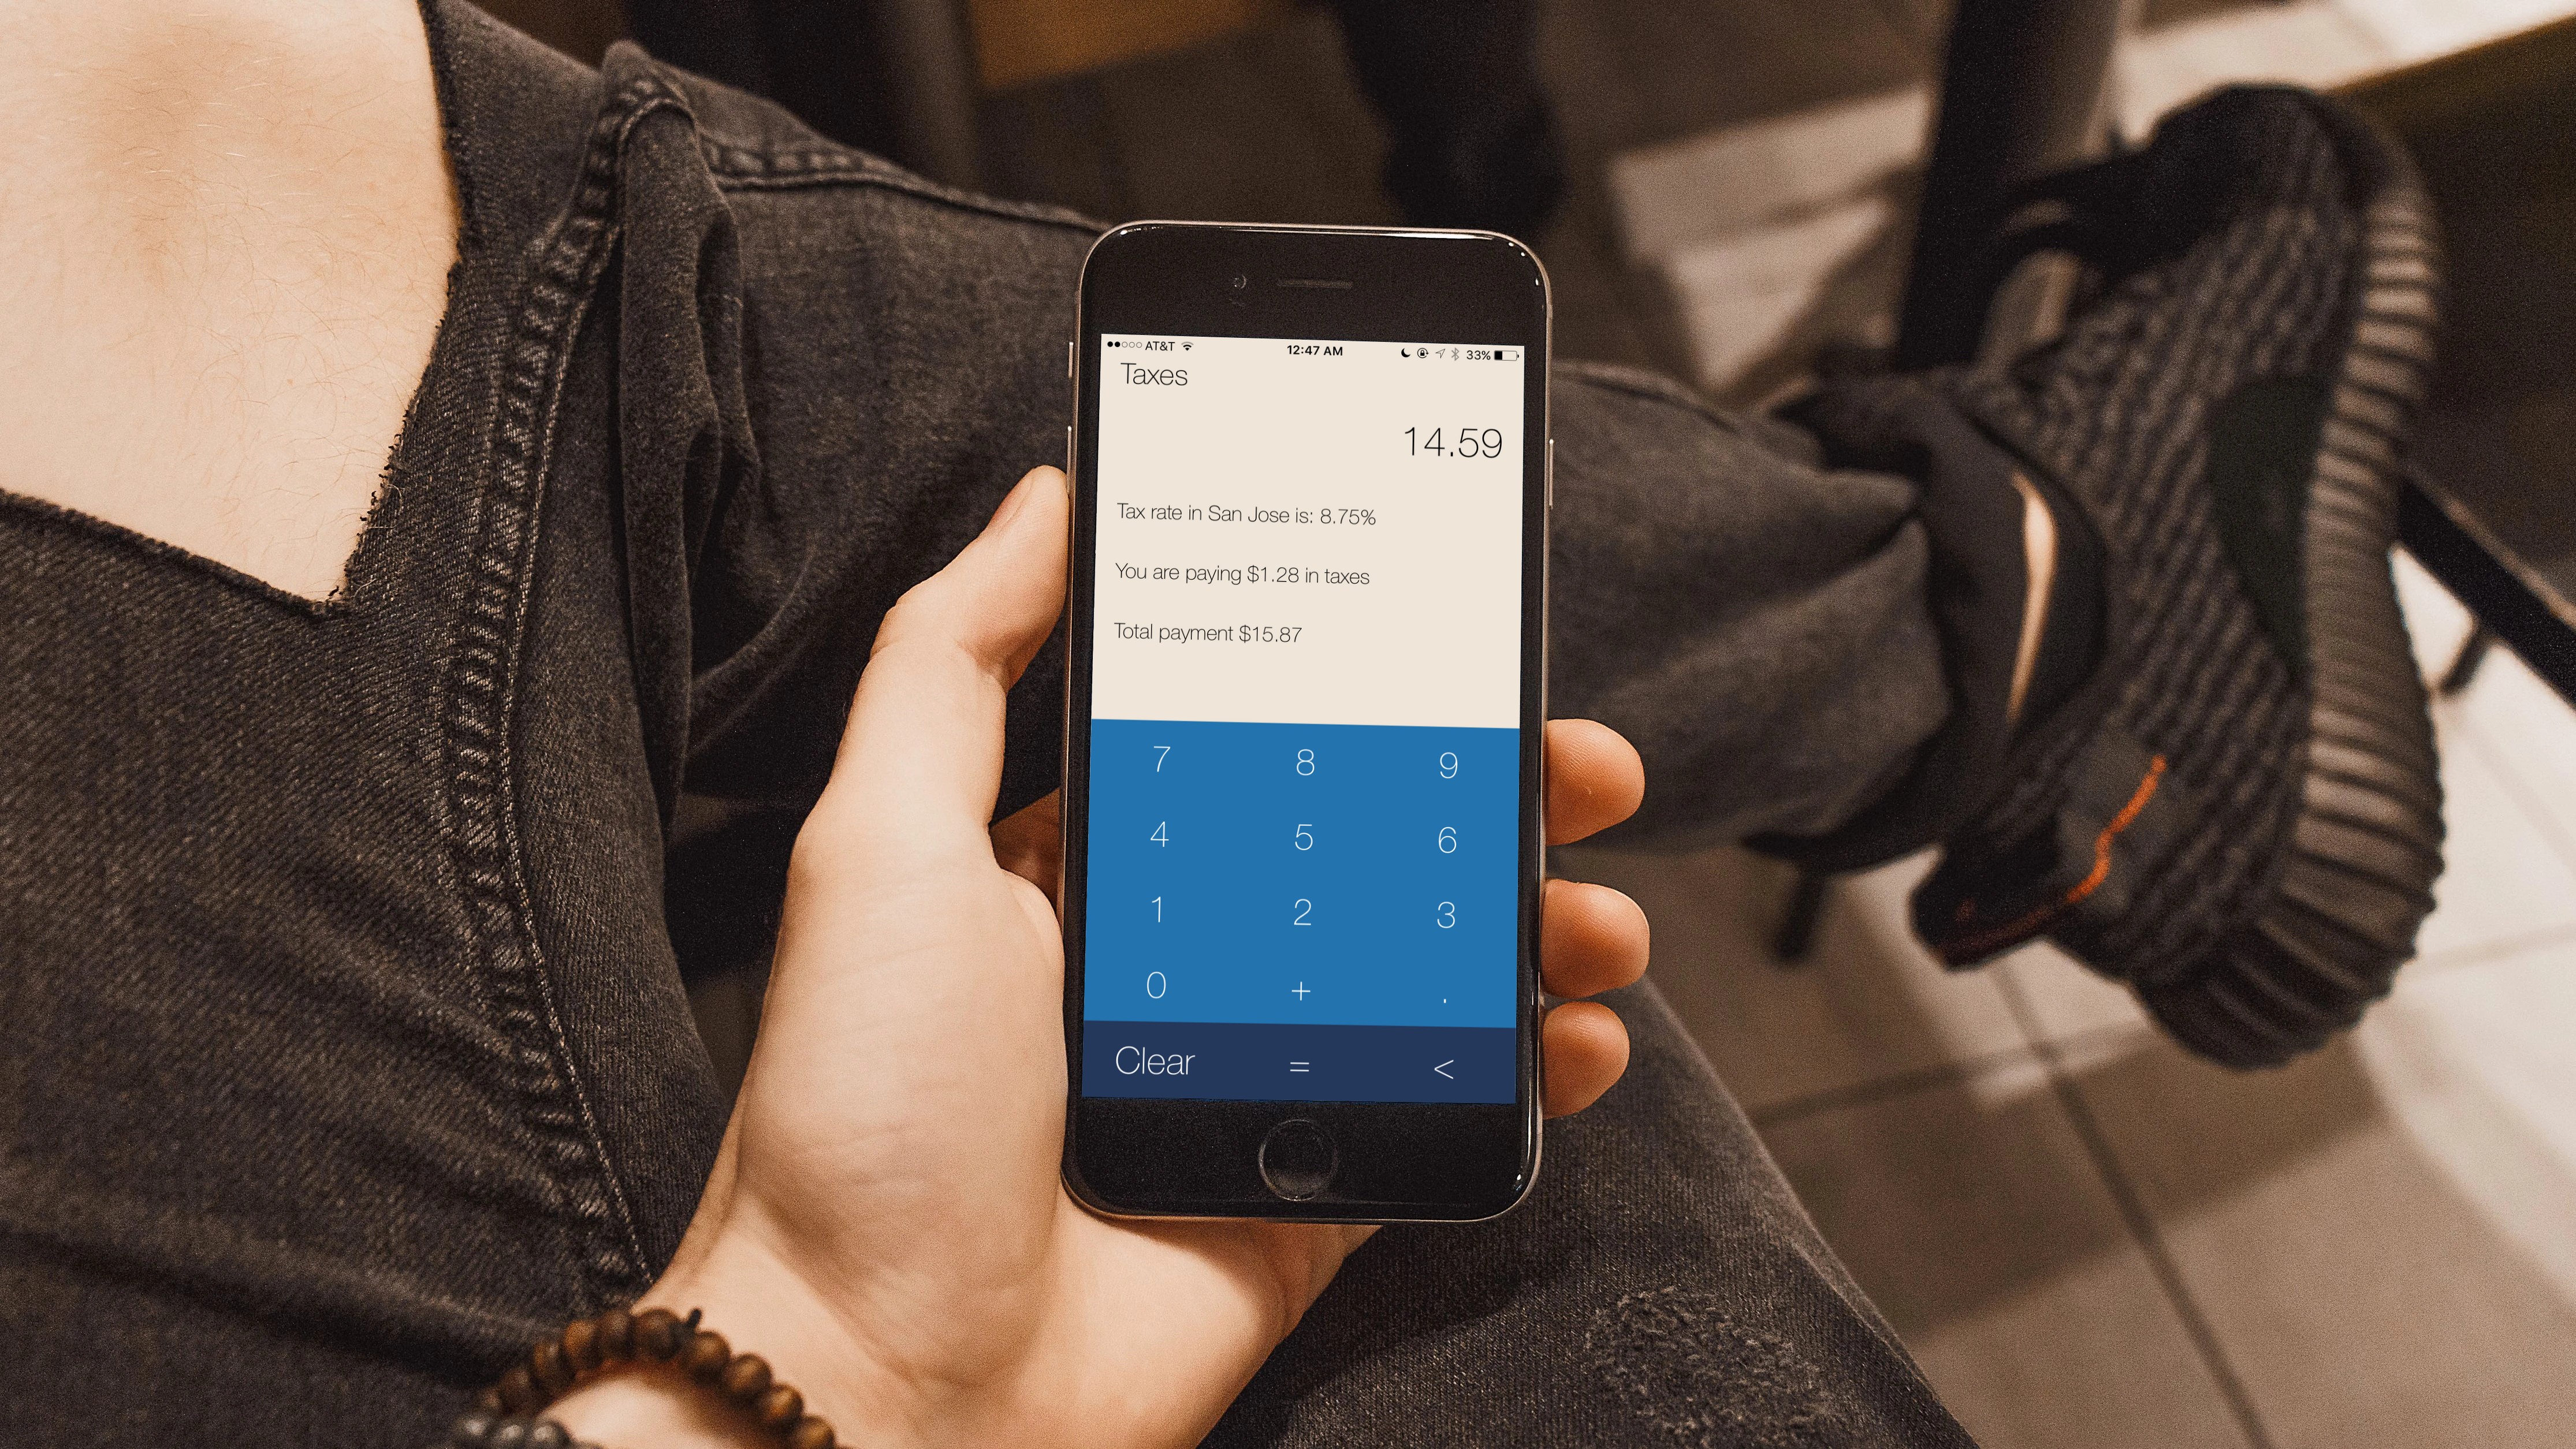 AT&T 12:47 AM 33%
Taxes
14.59
Tax rate in San Jose is: 8.75%
You are paying $1.28 in taxes
Total payment $15.87
7 8 9
4 5 6
1 2 3
0 + .
Clear = <